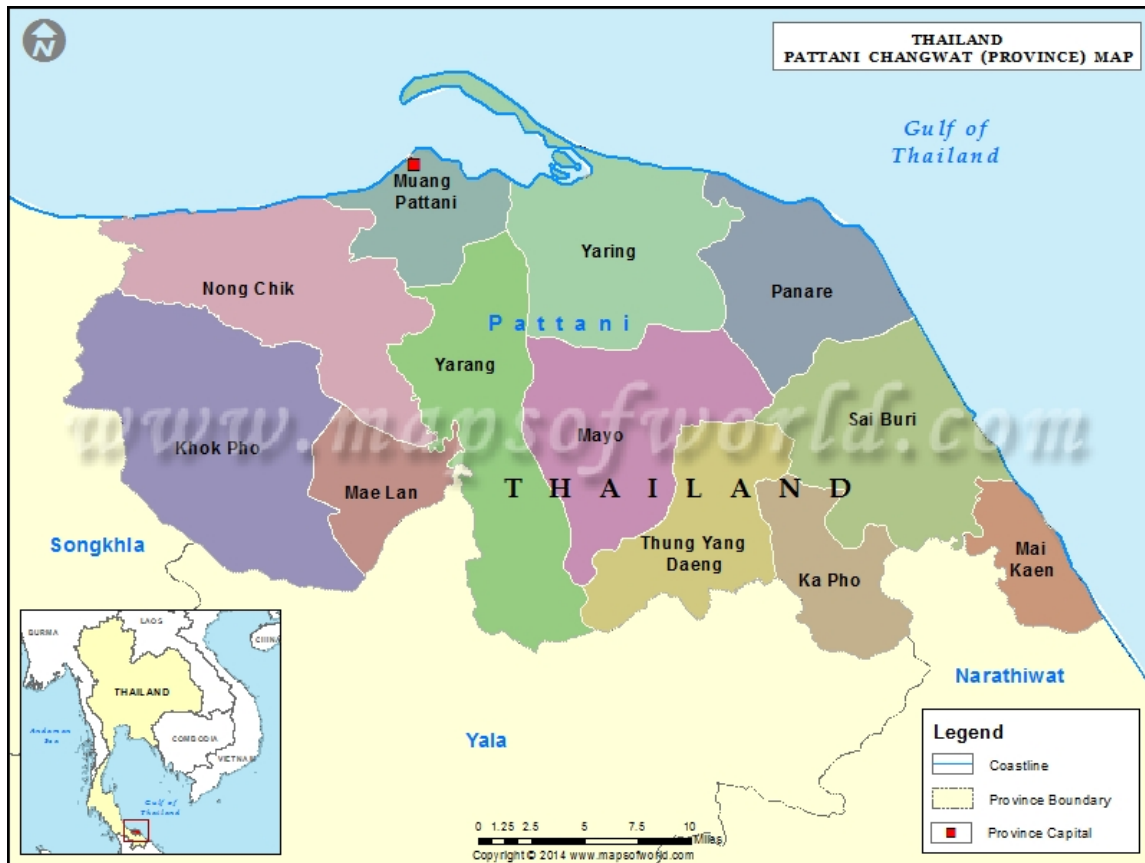 N
THAILAND
PATTANI CHANGWAT (PROVINCE) MAP
Gulf of
Thailand
Muang
Pattani
Yaring
Nong Chik
Panare
Pattani
Yarang
Sai Buri
www.mapsofworld.com
Khok Pho
Mayo
Mae Lan
THAILAND
Songkhla
Thung Yang
Daeng
Ka Pho
Mai
Kaen
Narathiwat
Yala
LAOS
BURMA
CHINA
THAILAND
Andaman
Sea
COMBODIA
VIETNAM
Gulf of
Thailand
Legend
Coastline
Province Boundary
Province Capital
0 1.25 2.5 5 7.5 10
Miles
Copyright © 2014 www.mapsofworld.com